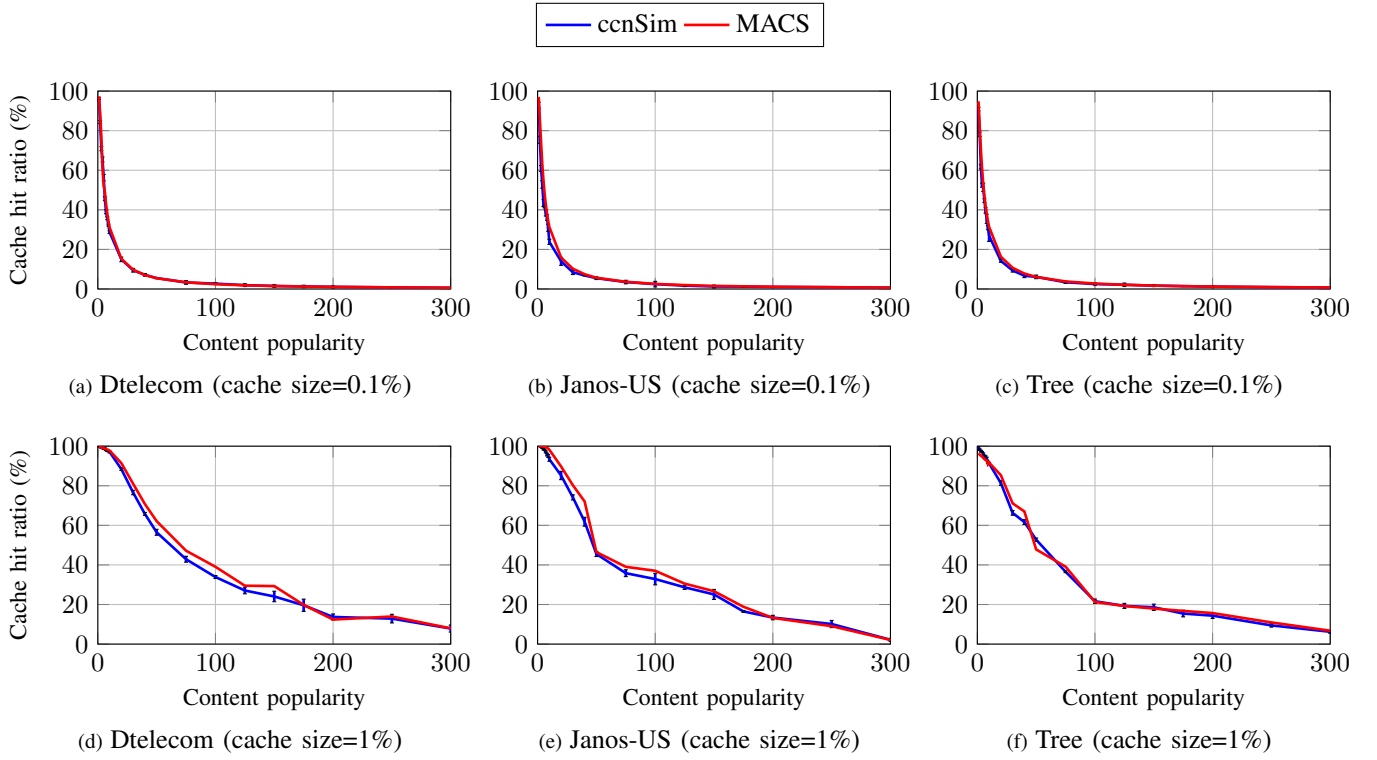 ccnSim MACS
100 80 60 40 20 0
0 100 200 300
Cache hit ratio (%)
Content popularity
(a) Dtelecom (cache size=0.1%)
100 80 60 40 20 0
0 100 200 300
Content popularity
(b) Janos-US (cache size=0.1%)
100 80 60 40 20 0
0 100 200 300
Content popularity
(c) Tree (cache size=0.1%)
100 80 60 40 20 0
0 100 200 300
Cache hit ratio (%)
Content popularity
(d) Dtelecom (cache size=1%)
100 80 60 40 20 0
0 100 200 300
Content popularity
(e) Janos-US (cache size=1%)
100 80 60 40 20 0
0 100 200 300
Content popularity
(f) Tree (cache size=1%)